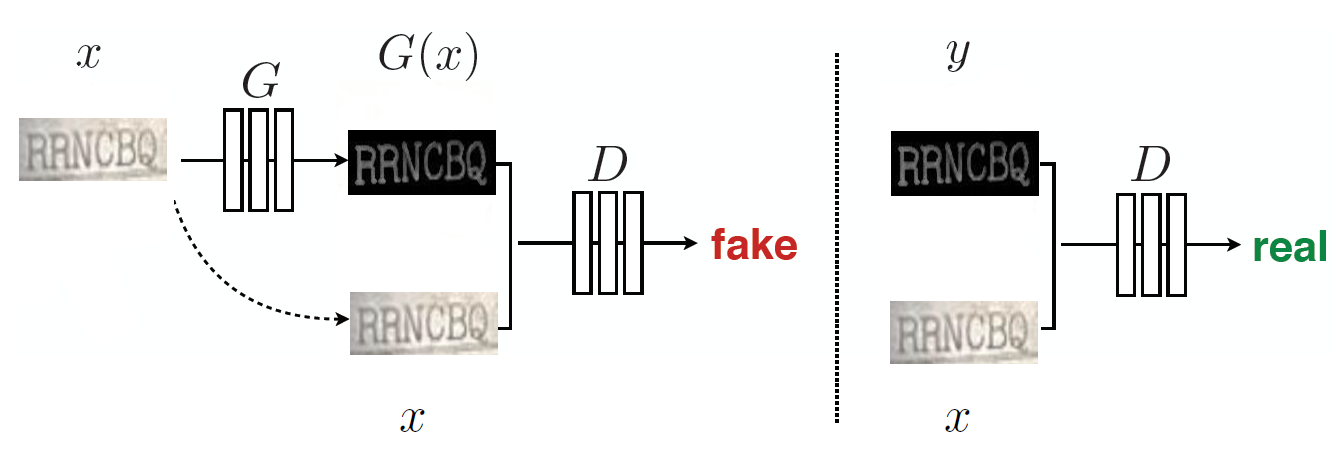 x
G
G(x)
RRNCBQ
RRNCBQ
D
fake
RRNCBQ
x
y
RRNCBQ
D
real
RRNCBQ
x